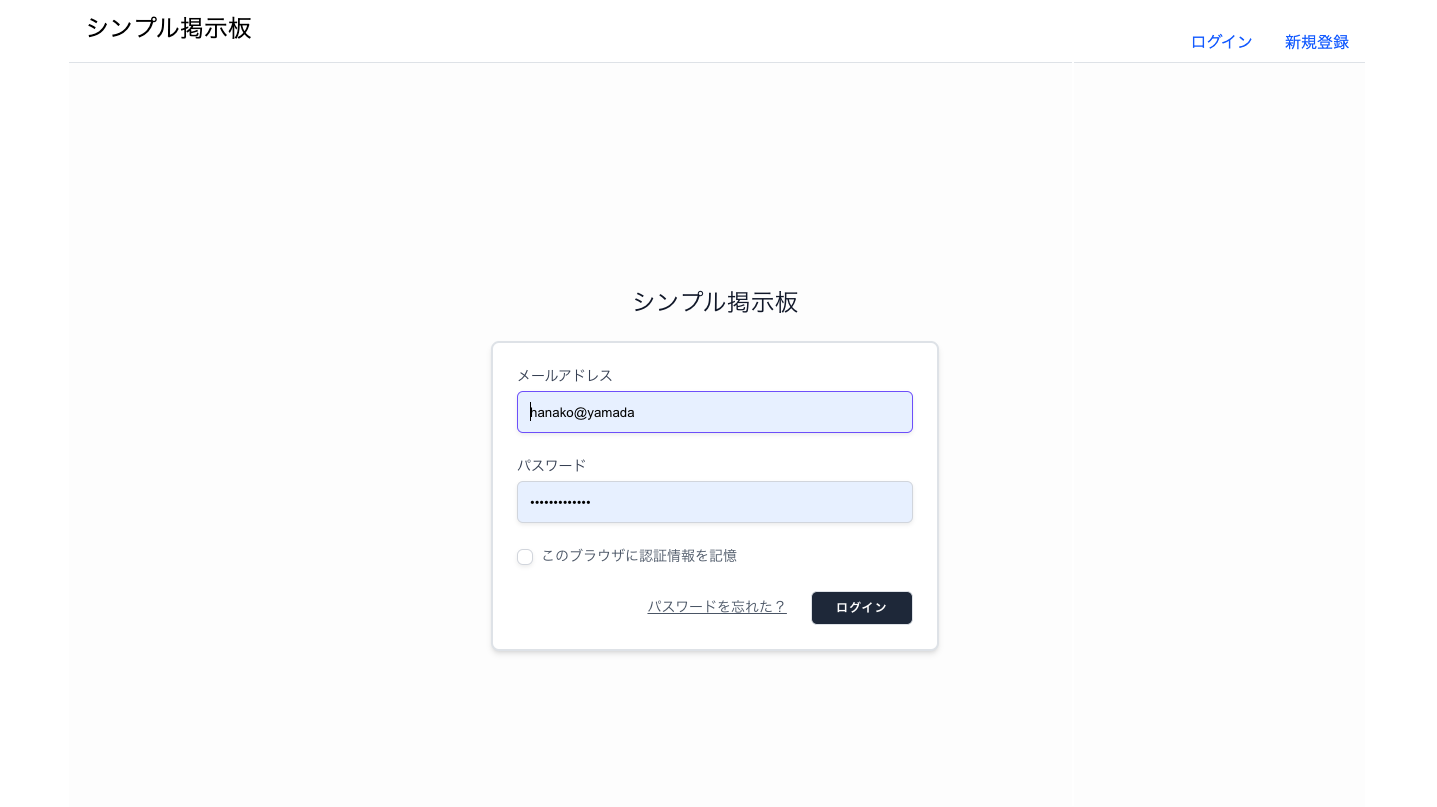 シンプル掲示板
ログイン 新規登録
シンプル掲示板
メールアドレス
hanako@yamada
パスワード
•••••••••••••
このブラウザに認証情報を記憶
パスワードを忘れた？ ログイン